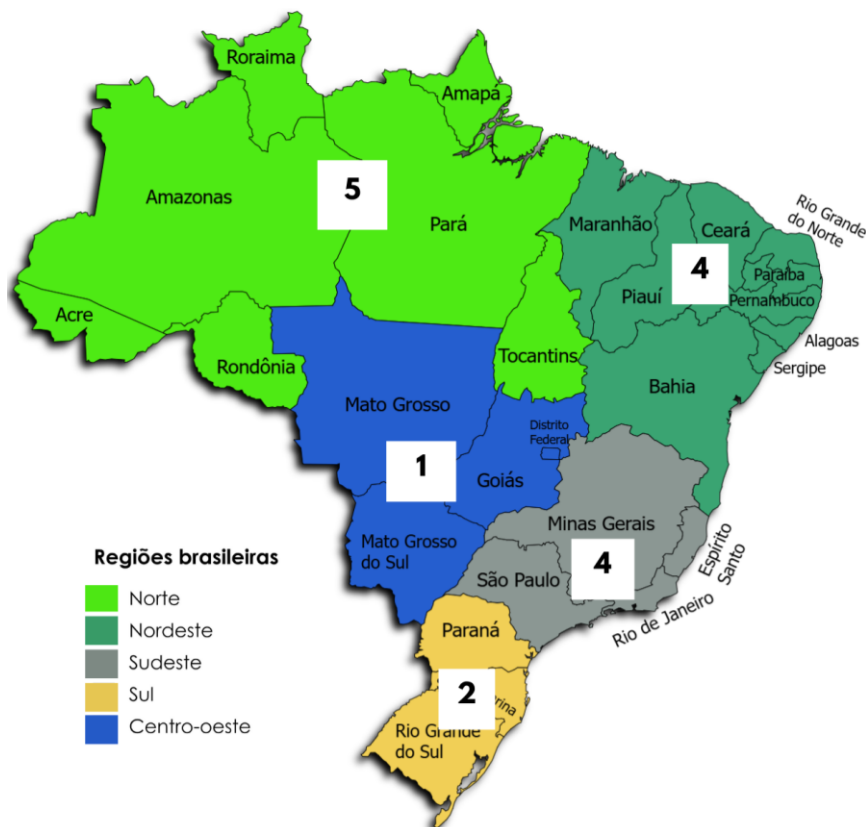 Roraima
Amapá
Amazonas
5
Pará
Maranhão
Ceará
Rio Grande
do Norte
4
Paraíba
Piauí
Pernambuco
Acre
Rondônia
Tocantins
Alagoas
Sergipe
Bahia
Mato Grosso
Distrito
Federal
1
Goiás
Minas Gerais
Mato Grosso
do Sul
4
São Paulo
Espírito
Santo
Rio de Janeiro
Paraná
2
Rio Grande
do Sul
Regiões brasileiras
Norte
Nordeste
Sudeste
Sul
Centro-oeste